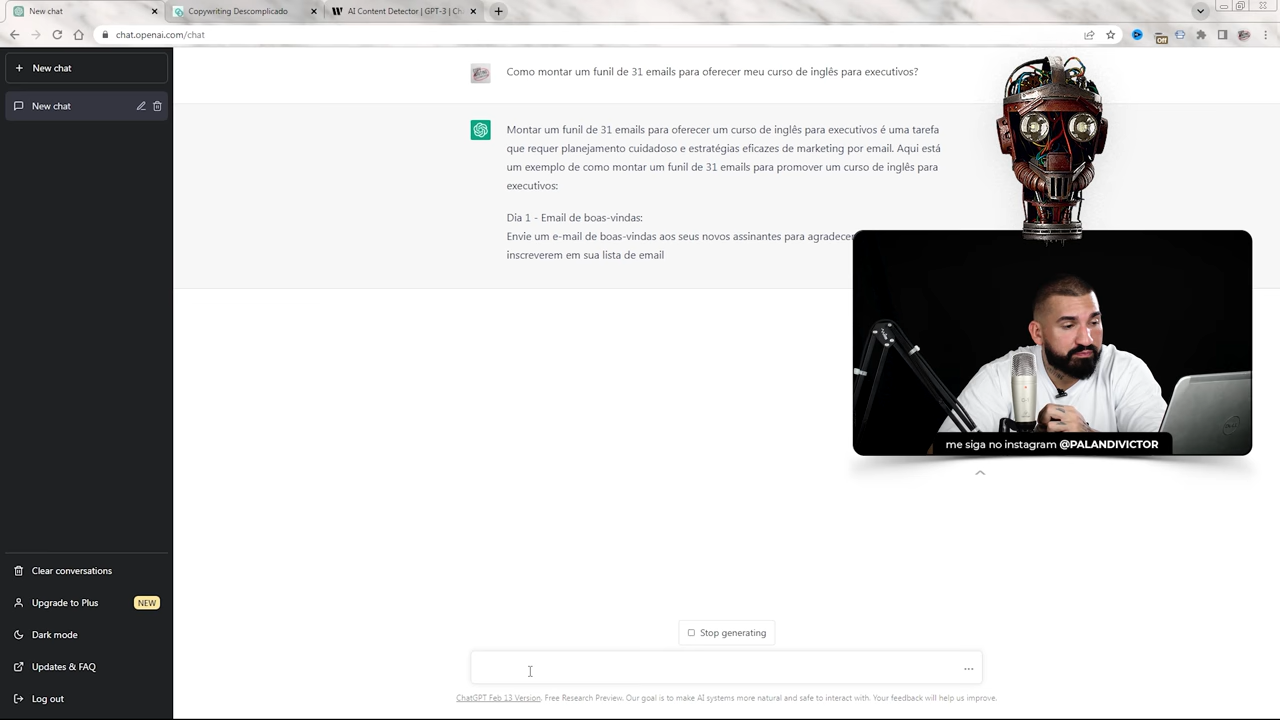 New chat
Copywriting Descomplicado
AI Content Detector | GPT-3 | Ch
chat.openai.com/chat
Off
New chat
New chat
Como montar um funil de 31 emails para oferecer meu curso de inglês para executivos?
Montar um funil de 31 emails para oferecer um curso de inglês para executivos é uma tarefa
que requer planejamento cuidadoso e estratégias eficazes de marketing por email. Aqui está
um exemplo de como montar um funil de 31 emails para promover um curso de inglês para
executivos:
Dia 1 - Email de boas-vindas:
Envie um e-mail de boas-vindas aos seus novos assinantes para agradecer
inscreverem em sua lista de email
me siga no instagram @PALANDIVICTOR
Clear conversations
Upgrade to Plus
NEW
Dark mode
Updates & FAQ
Log out
Stop generating
ChatGPT Feb 13 Version. Free Research Preview. Our goal is to make AI systems more natural and safe to interact with. Your feedback will help us improve.